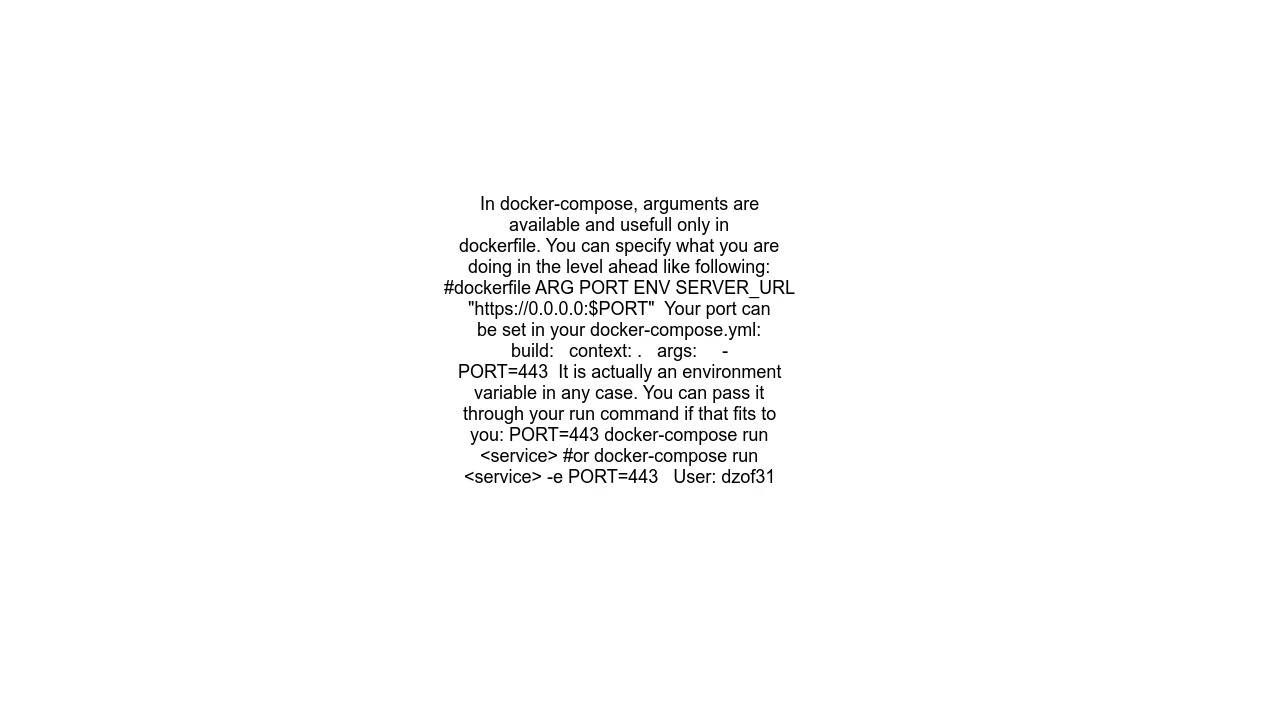 In docker-compose, arguments are
available and usefull only in
dockerfile. You can specify what you are
doing in the level ahead like following:
#dockerfile ARG PORT ENV SERVER_URL
"https://0.0.0.0:$PORT"  Your port can
be set in your docker-compose.yml:
build:   context: .   args:     -
PORT=443  It is actually an environment
variable in any case. You can pass it
through your run command if that fits to
you: PORT=443 docker-compose run
<service> #or docker-compose run
<service> -e PORT=443   User: dzof31